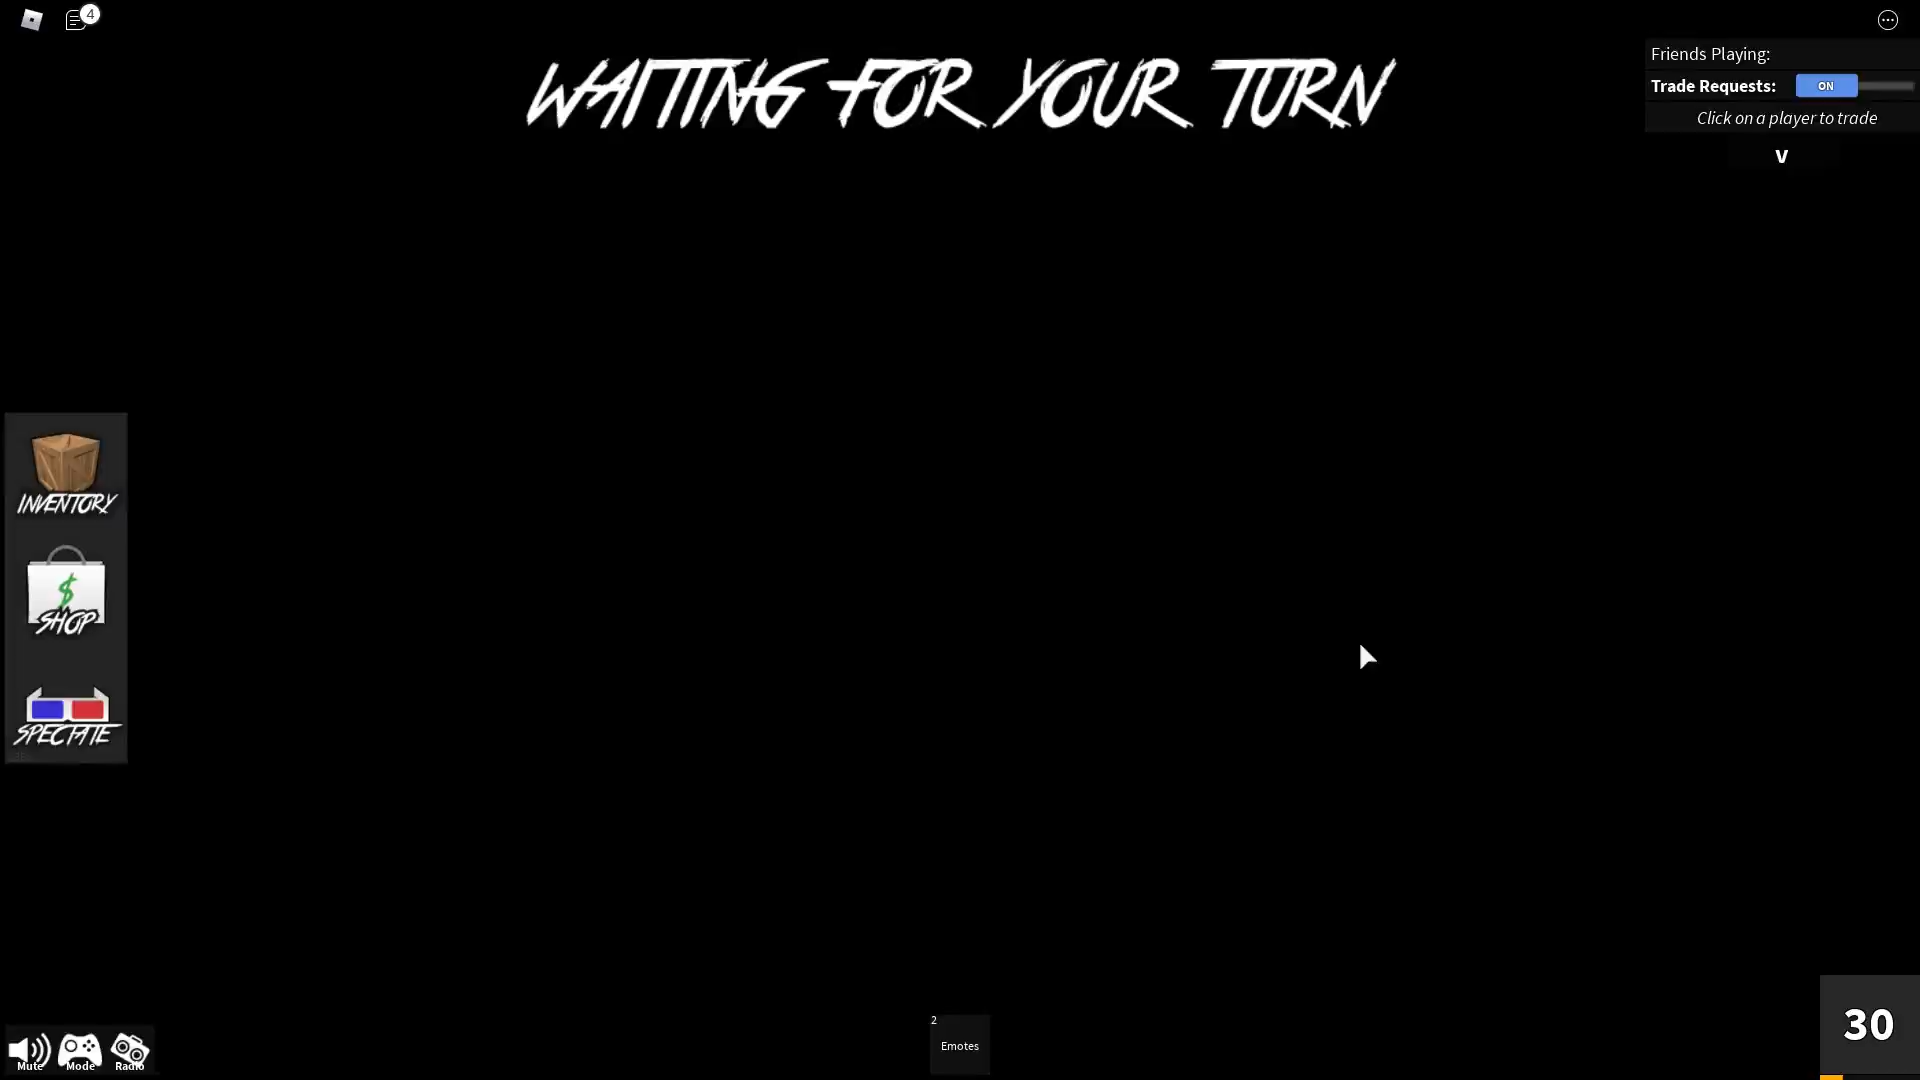 4
WAITING FOR YOUR TURN
Friends Playing:
Trade Requests: ON
Click on a player to trade
v
INVENTORY
$
SHOP
SPECTATE
2
Emotes
Mute Mode Radio
30